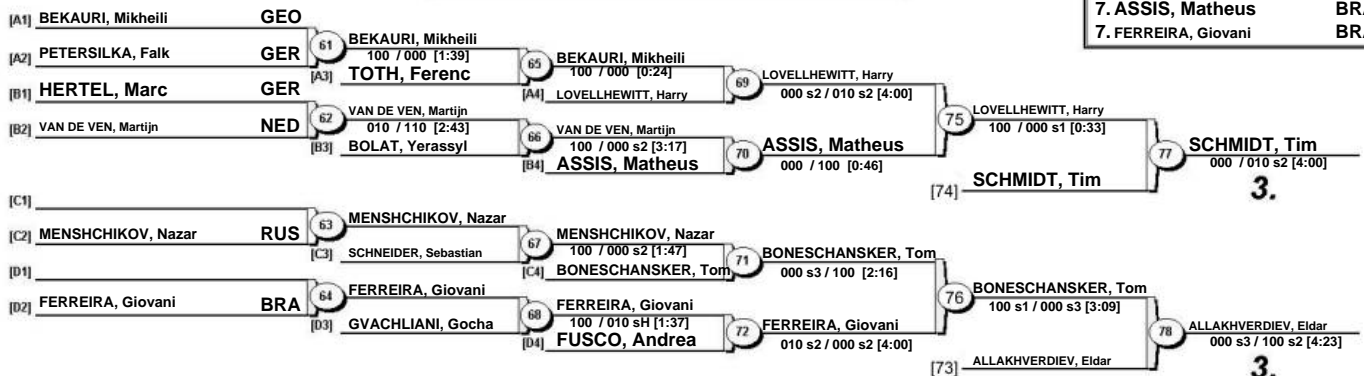 7. ASSIS, Matheus BRA
7. FERREIRA, Giovani BRA
[A1] BEKAURI, Mikheili GEO
[A2] PETERSILKA, Falk GER
61
BEKAURI, Mikheili
100 / 000 [1:39]
[A3] TOTH, Ferenc
65
BEKAURI, Mikheili
100 / 000 [0:24]
[A4] LOVELLHEWITT, Harry
69
LOVELLHEWITT, Harry
000 s2 / 010 s2 [4:00]
[B1] HERTEL, Marc GER
[B2] VAN DE VEN, Martijn NED
62
VAN DE VEN, Martijn
010 / 110 [2:43]
[B3] BOLAT, Yerassyl
66
VAN DE VEN, Martijn
100 / 000 s2 [3:17]
[B4] ASSIS, Matheus
70
ASSIS, Matheus
000 / 100 [0:46]
75
LOVELLHEWITT, Harry
100 / 000 s1 [0:33]
[74] SCHMIDT, Tim
77
SCHMIDT, Tim
000 / 010 s2 [4:00]
3.
[C1]
[C2] MENSHCHIKOV, Nazar RUS
63
MENSHCHIKOV, Nazar
[C3] SCHNEIDER, Sebastian
67
MENSHCHIKOV, Nazar
100 / 000 s2 [1:47]
[C4] BONESCHANSKER, Tom
71
BONESCHANSKER, Tom
000 s3 / 100 [2:16]
[D1]
[D2] FERREIRA, Giovani BRA
64
FERREIRA, Giovani
[D3] GVACHLIANI, Gocha
68
FERREIRA, Giovani
100 / 010 sH [1:37]
[D4] FUSCO, Andrea
72
FERREIRA, Giovani
010 s2 / 000 s2 [4:00]
76
BONESCHANSKER, Tom
100 s1 / 000 s3 [3:09]
[73] ALLAKHVERDIEV, Eldar
78
ALLAKHVERDIEV, Eldar
000 s3 / 100 s2 [4:23]
3.